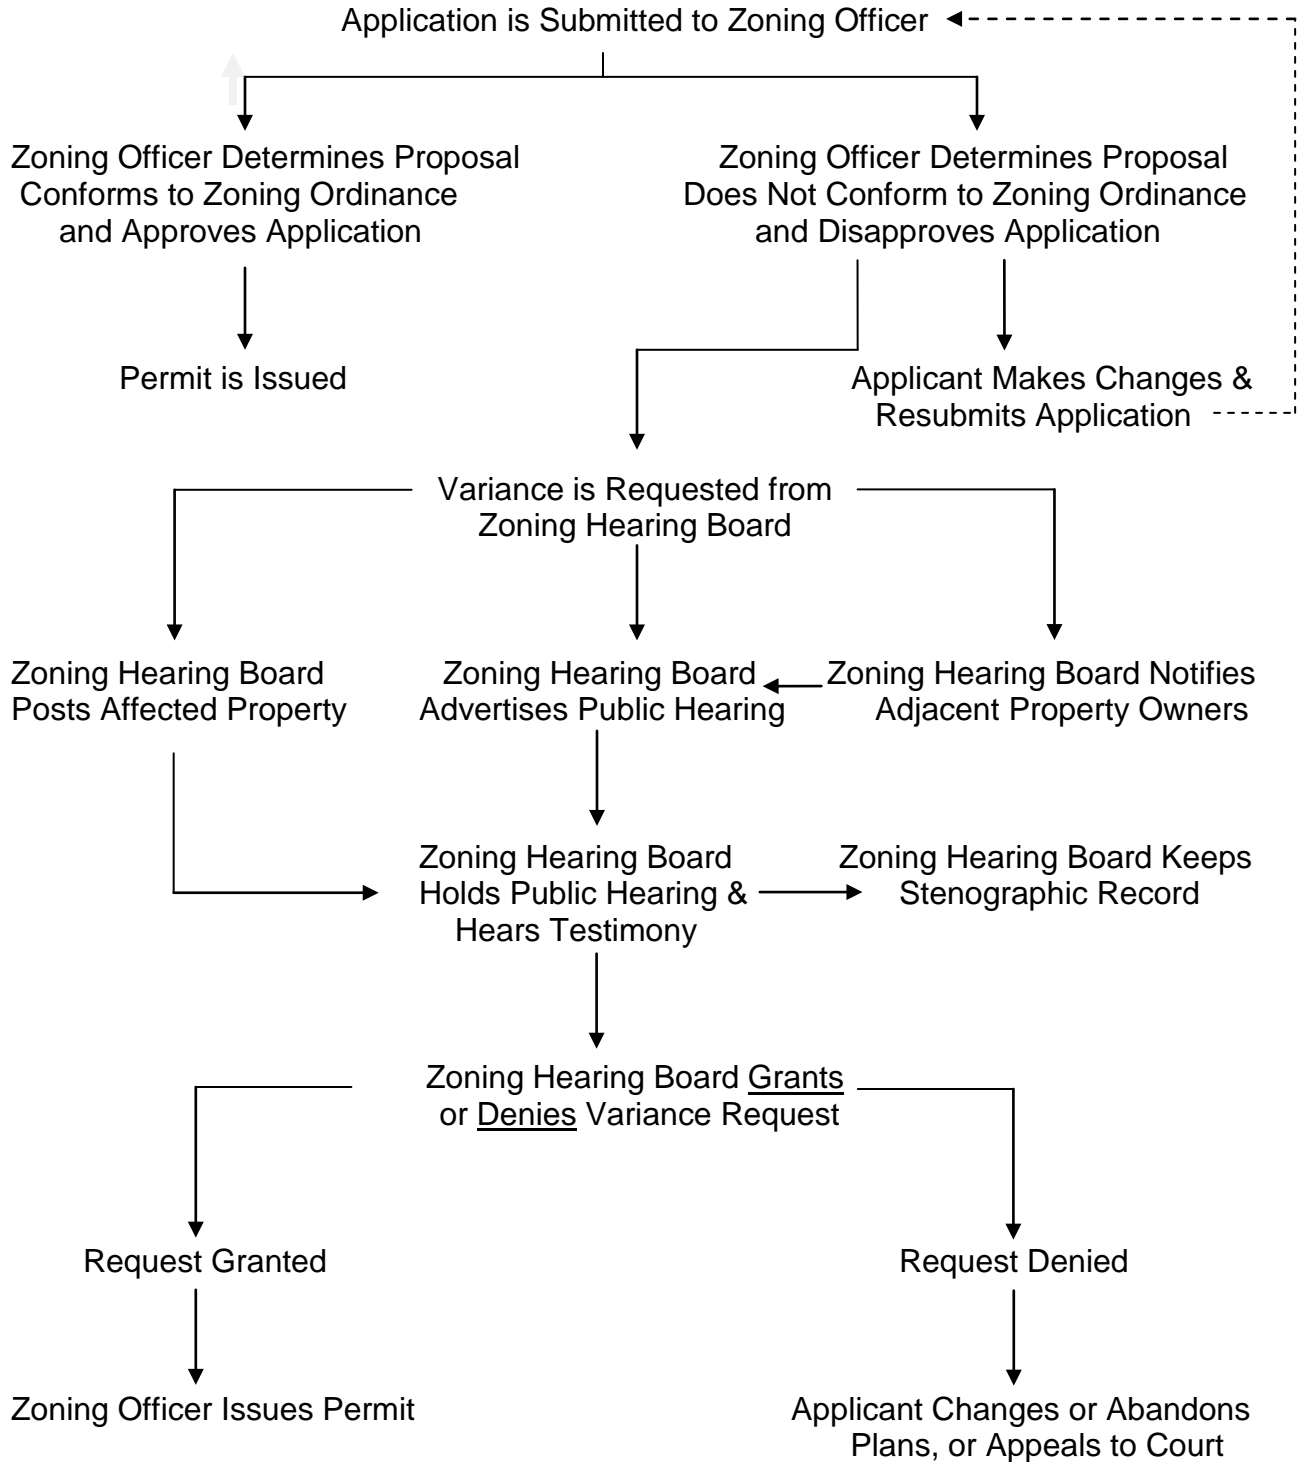 Application is Submitted to Zoning Officer
Zoning Officer Determines Proposal
Conforms to Zoning Ordinance
and Approves Application
Zoning Officer Determines Proposal
Does Not Conform to Zoning Ordinance
and Disapproves Application
Permit is Issued
Applicant Makes Changes &
Resubmits Application
Variance is Requested from
Zoning Hearing Board
Zoning Hearing Board
Posts Affected Property
Zoning Hearing Board
Advertises Public Hearing
Zoning Hearing Board Notifies
Adjacent Property Owners
Zoning Hearing Board
Holds Public Hearing &
Hears Testimony
Zoning Hearing Board Keeps
Stenographic Record
Zoning Hearing Board Grants
or Denies Variance Request
Request Granted
Request Denied
Zoning Officer Issues Permit
Applicant Changes or Abandons
Plans, or Appeals to Court